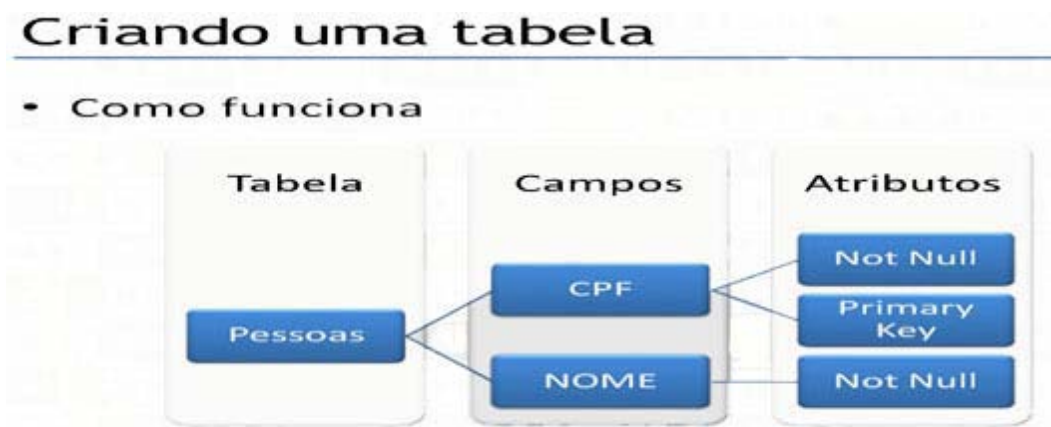 Criando uma tabela
• Como funciona
Tabela
Campos
Atributos
Pessoas
CPF
NOME
Not Null
Primary
Key
Not Null